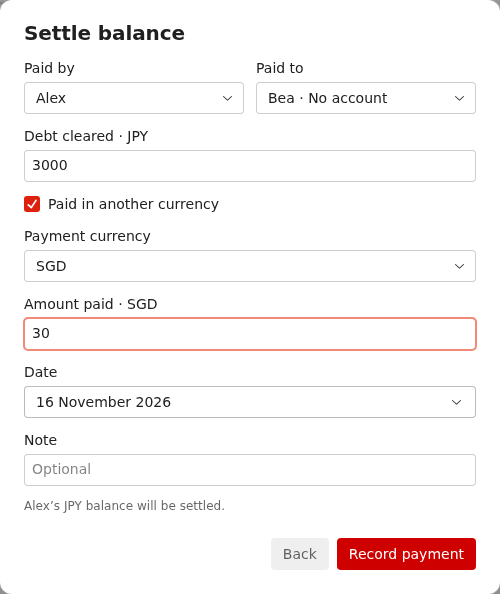 Settle balance
Paid by
Paid to
Alex
Bea · No account
Debt cleared · JPY
3000
Paid in another currency
Payment currency
SGD
Amount paid · SGD
30
Date
16 November 2026
Note
Optional
Alex’s JPY balance will be settled.
Back
Record payment